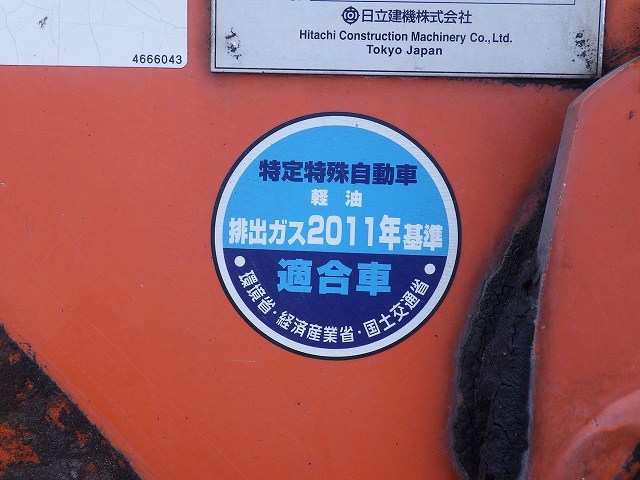 日立建機株式会社
Hitachi Construction Machinery Co.,Ltd.
Tokyo Japan
4666043
特定特殊自動車
軽油
排出ガス2011年基準
適合車
環境省・経済産業省・国土交通省